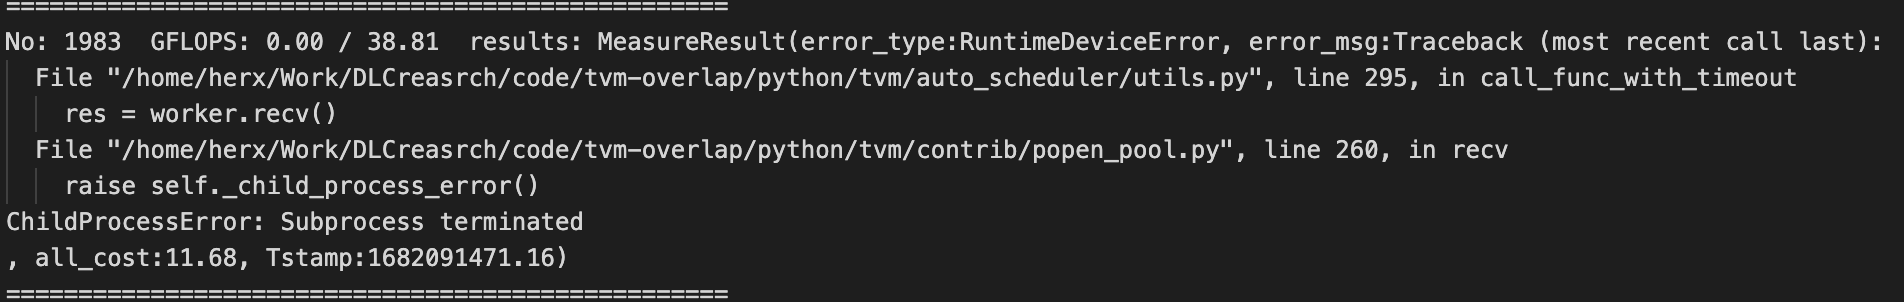 ==================================================
No: 1983  GFLOPS: 0.00 / 38.81  results: MeasureResult(error_type:RuntimeDeviceError, error_msg:Traceback (most recent call last):
  File "/home/herx/Work/DLCreasrch/code/tvm-overlap/python/tvm/auto_scheduler/utils.py", line 295, in call_func_with_timeout
    res = worker.recv()
  File "/home/herx/Work/DLCreasrch/code/tvm-overlap/python/tvm/contrib/popen_pool.py", line 260, in recv
    raise self._child_process_error()
ChildProcessError: Subprocess terminated
, all_cost:11.68, Tstamp:1682091471.16)
==================================================